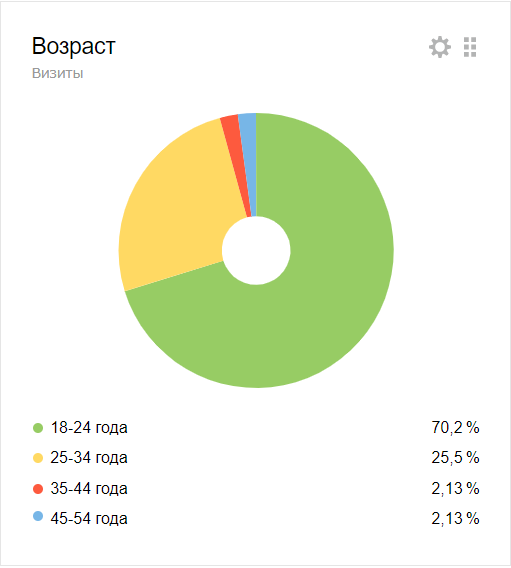 Возраст
Визиты
18-24 года 70,2 %
25-34 года 25,5 %
35-44 года 2,13 %
45-54 года 2,13 %